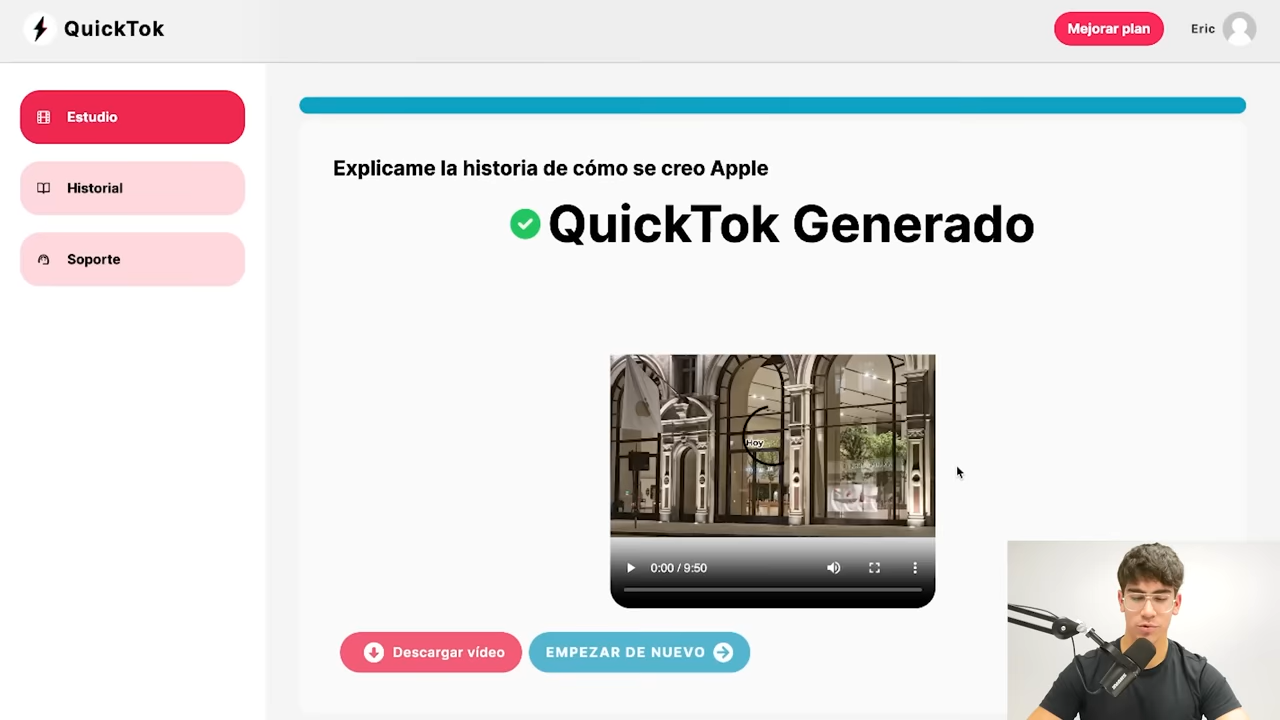 QuickTok
Mejorar plan
Eric
Estudio
Historial
Soporte
Explicame la historia de cómo se creo Apple
QuickTok Generado
Hoy
0:00 / 9:50
Descargar vídeo
EMPEZAR DE NUEVO